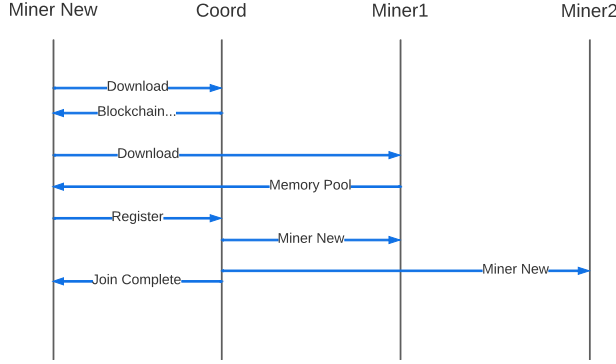 Miner New
Coord
Miner1
Miner2
Download
Blockchain...
Download
Memory Pool
Register
Miner New
Miner New
Join Complete